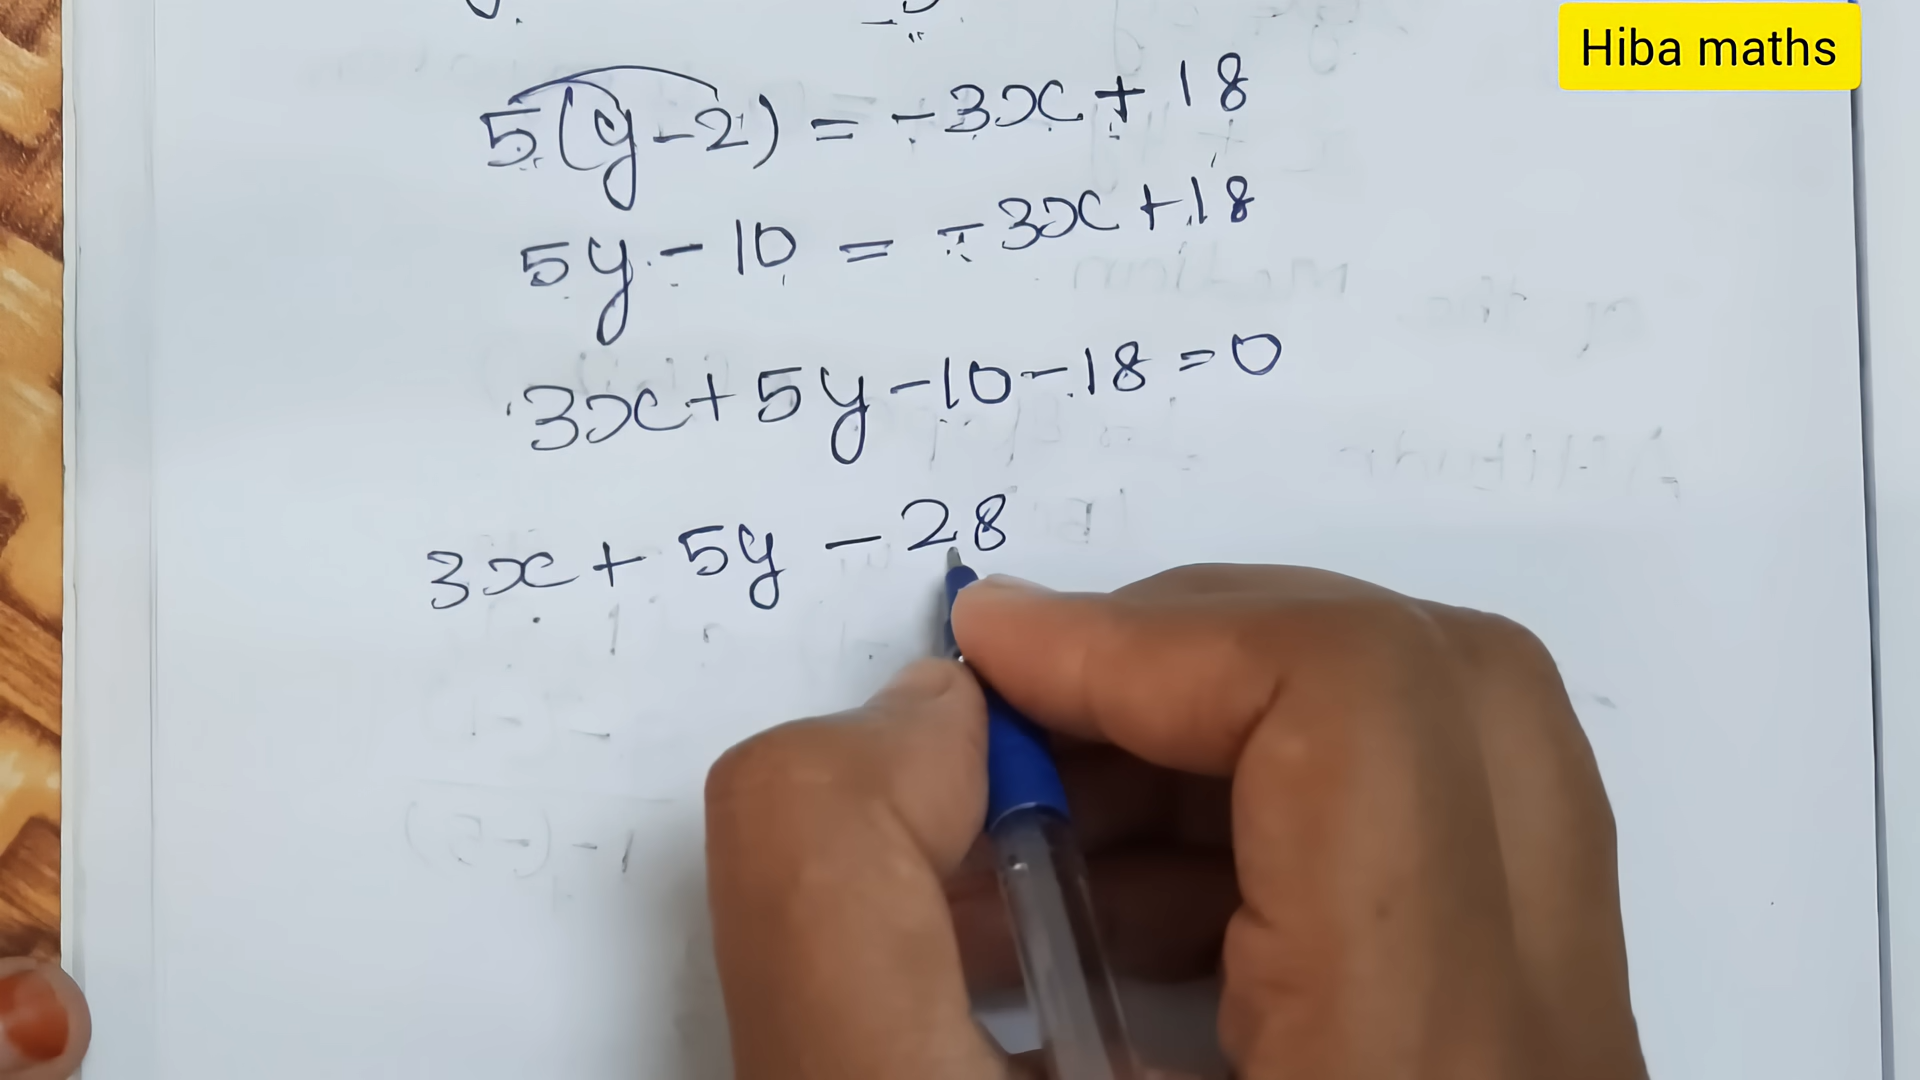 Hiba maths
5(y-2) = -3x + 18
5y - 10 = -3x + 18
3x + 5y - 10 - 18 = 0
3x + 5y - 28